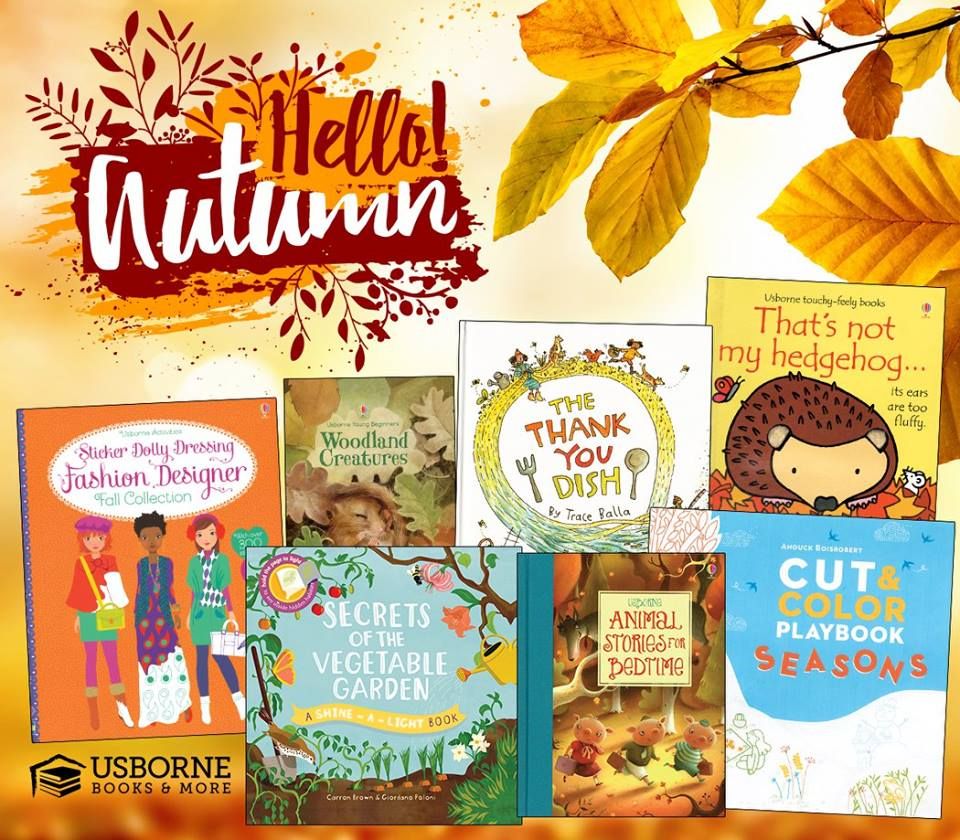 Hello!
Autumn
Usborne touchy-feely books
That's not
my hedgehog...
its ears
are too
fluffy.
THE
THANK
YOU
DISH
By Trace Balla
Usborne Young Beginners
Woodland
Creatures
Usborne Activities
Sticker Dolly Dressing
Fashion Designer
Fall Collection
With over
300
SECRETS
OF THE
VEGETABLE
GARDEN
A SHINE-A-LIGHT BOOK
Carron Brown & Giordano Poloni
USBORNE
ANIMAL
STORIES FOR
BEDTIME
ANOUCK BOISROBERT
CUT &
COLOR
PLAYBOOK
SEASONS
USBORNE
BOOKS & MORE